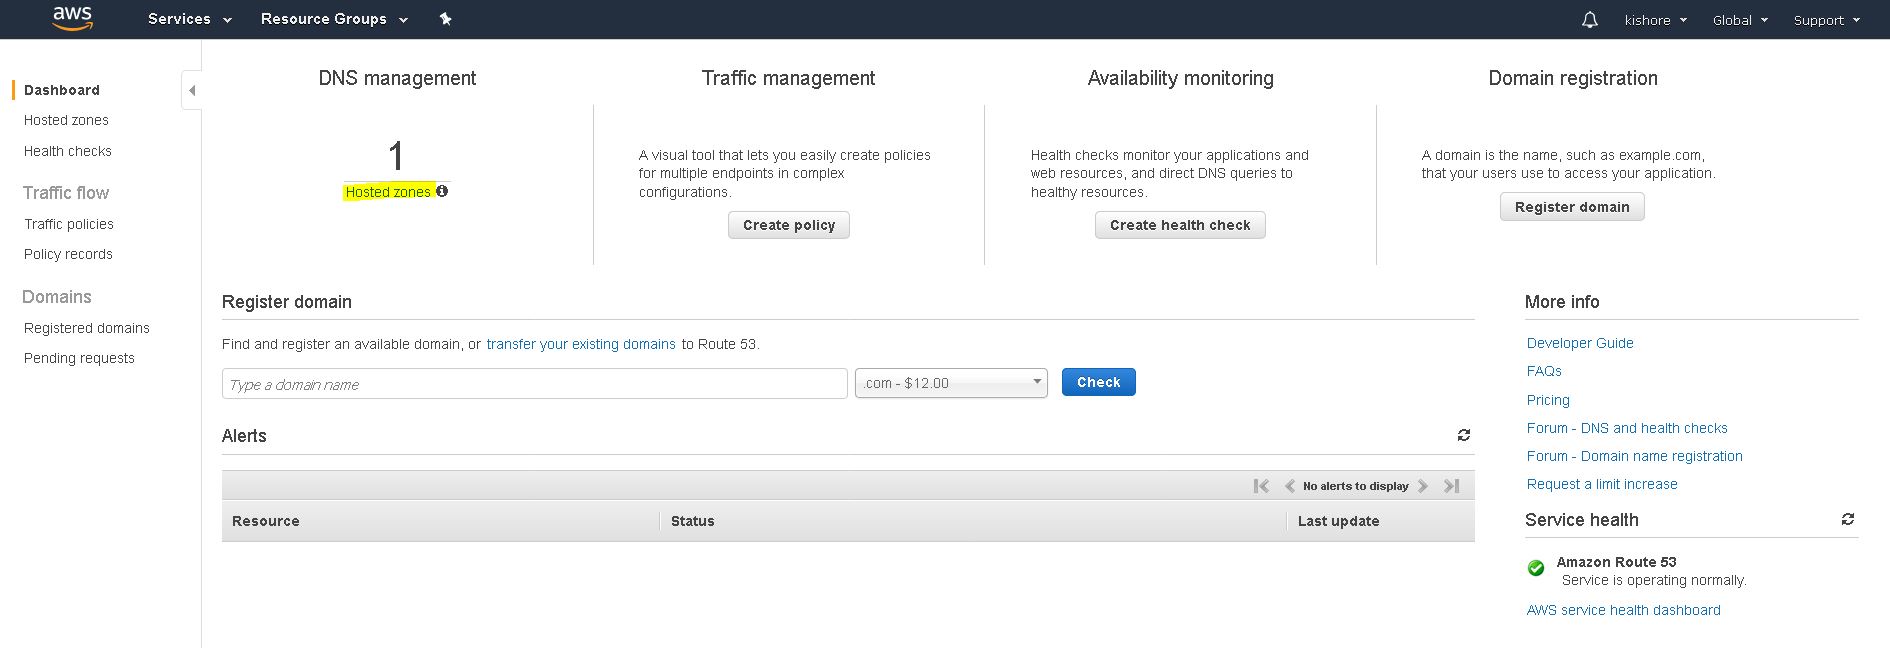 aws
Services
Resource Groups
kishore
Global
Support
Dashboard
Hosted zones
Health checks
Traffic flow
Traffic policies
Policy records
Domains
Registered domains
Pending requests
DNS management
1
Hosted zones
Traffic management
A visual tool that lets you easily create policies
for multiple endpoints in complex
configurations.
Create policy
Availability monitoring
Health checks monitor your applications and
web resources, and direct DNS queries to
healthy resources.
Create health check
Domain registration
A domain is the name, such as example.com,
that your users use to access your application.
Register domain
Register domain
Find and register an available domain, or transfer your existing domains to Route 53.
Type a domain name
.com - $12.00
Check
Alerts
No alerts to display
Resource
Status
Last update
More info
Developer Guide
FAQs
Pricing
Forum - DNS and health checks
Forum - Domain name registration
Request a limit increase
Service health
Amazon Route 53
Service is operating normally.
AWS service health dashboard